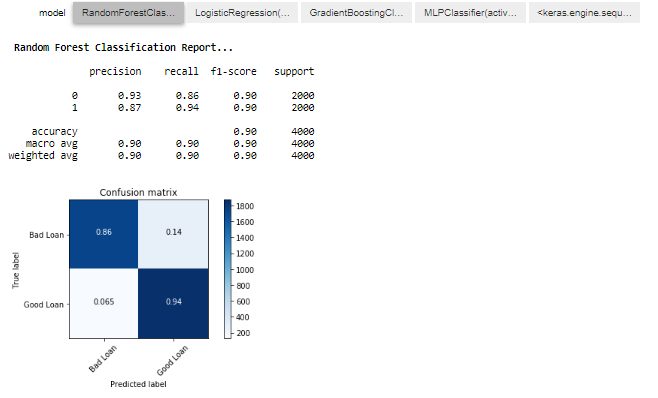 model RandomForestClas... LogisticRegression(... GradientBoostingCl... MLPClassifier(activ... <keras.engine.sequ...
Random Forest Classification Report...
precision recall f1-score support
0 0.93 0.86 0.90 2000
1 0.87 0.94 0.90 2000
accuracy 0.90 4000
macro avg 0.90 0.90 0.90 4000
weighted avg 0.90 0.90 0.90 4000
Confusion matrix
True label
Bad Loan 0.86 0.14
Good Loan 0.065 0.94
Bad Loan Good Loan
Predicted label
1800
1600
1400
1200
1000
800
600
400
200